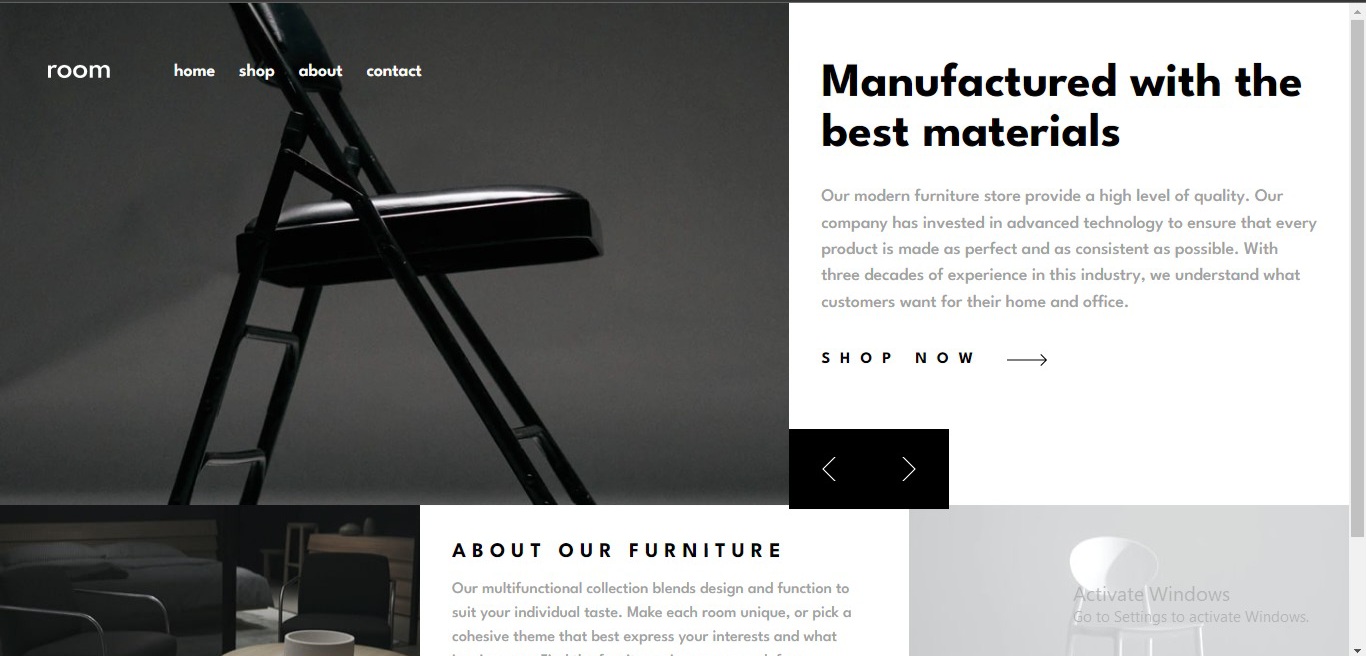 room
home shop about contact
Manufactured with the
best materials
Our modern furniture store provide a high level of quality. Our
company has invested in advanced technology to ensure that every
product is made as perfect and as consistent as possible. With
three decades of experience in this industry, we understand what
customers want for their home and office.
SHOP NOW
ABOUT OUR FURNITURE
Our multifunctional collection blends design and function to
suit your individual taste. Make each room unique, or pick a
cohesive theme that best express your interests and what
Activate Windows
Go to Settings to activate Windows.